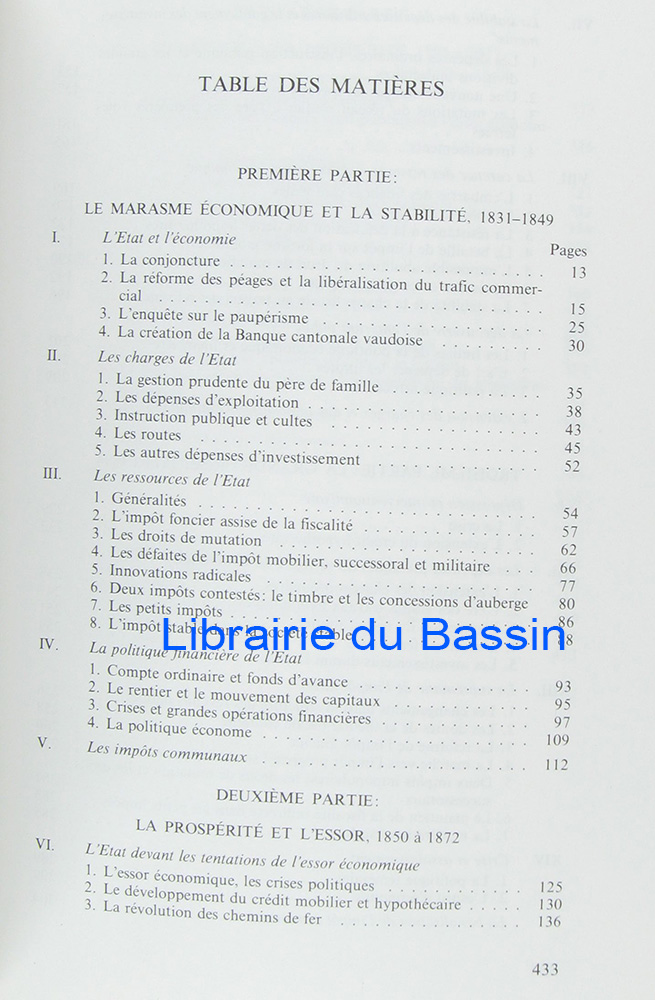 TABLE DES MATIÈRES
PREMIÈRE PARTIE:
LE MARASME ÉCONOMIQUE ET LA STABILITÉ, 1831–1849
I. L'Etat et l'économie
Pages
1. La conjoncture . . . . . . . . . . . . . . . . . . . . 13
2. La réforme des péages et la libéralisation du trafic commer-
cial . . . . . . . . . . . . . . . . . . . . 15
3. L'enquête sur le paupérisme . . . . . . . . . . . . 25
4. La création de la Banque cantonale vaudoise . . . . . . . . 30
II. Les charges de l'Etat
1. La gestion prudente du père de famille . . . . . . . . . . 35
2. Les dépenses d'exploitation . . . . . . . . . . . . . . 38
3. Instruction publique et cultes . . . . . . . . . . . . . . 43
4. Les routes . . . . . . . . . . . . . . . . . . . . 45
5. Les autres dépenses d'investissement . . . . . . . . . . 52
III. Les ressources de l'Etat
1. Généralités . . . . . . . . . . . . . . . . . . . . 54
2. L'impôt foncier assise de la fiscalité . . . . . . . . . . 57
3. Les droits de mutation . . . . . . . . . . . . . . . . 62
4. Les défaites de l'impôt mobilier, successoral et militaire . . . 66
5. Innovations radicales . . . . . . . . . . . . . . . . 77
6. Deux impôts contestés: le timbre et les concessions d'auberge 80
7. Les petits impôts . . . . . . . . . . . . . . . . . . 86
8. L'impôt stable dans la société stable 88
Librairie du Bassin
IV. La politique financière de l'Etat
1. Compte ordinaire et fonds d'avance . . . . . . . . . . . 93
2. Le rentier et le mouvement des capitaux . . . . . . . . . 95
3. Crises et grandes opérations financières . . . . . . . . . 97
4. La politique économe . . . . . . . . . . . . . . . . 109
V. Les impôts communaux . . . . . . . . . . . . . . . . 112
DEUXIÈME PARTIE:
LA PROSPÉRITÉ ET L'ESSOR, 1850 à 1872
VI. L'Etat devant les tentations de l'essor économique
1. L'essor économique, les crises politiques . . . . . . . . . 125
2. Le développement du crédit mobilier et hypothécaire . . . . . 130
3. La révolution des chemins de fer . . . . . . . . . . . . 136
433